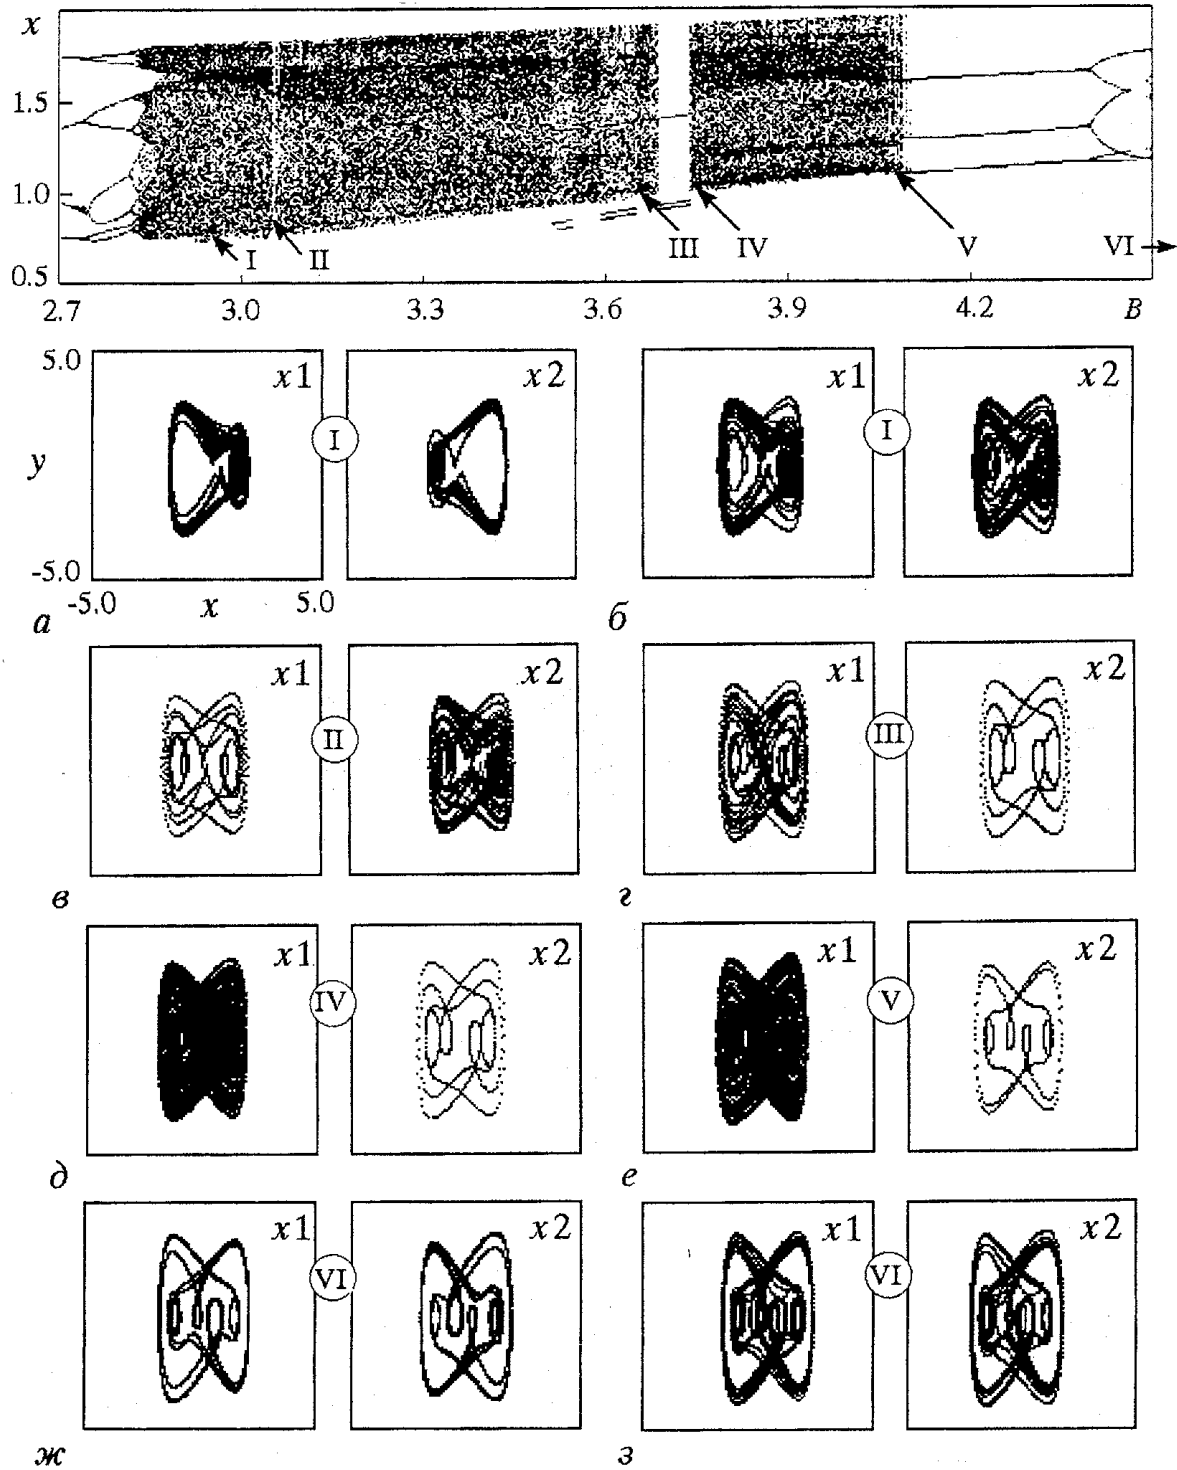 x
1.5
1.0
0.5
I II III IV V VI
2.7 3.0 3.3 3.6 3.9 4.2 B
5.0 x1 I x2 x1 I x2
y
-5.0
-5.0 x 5.0
а б
x1 II x2 x1 III x2
в г
x1 IV x2 x1 V x2
д е
x1 VI x2 x1 VI x2
ж з